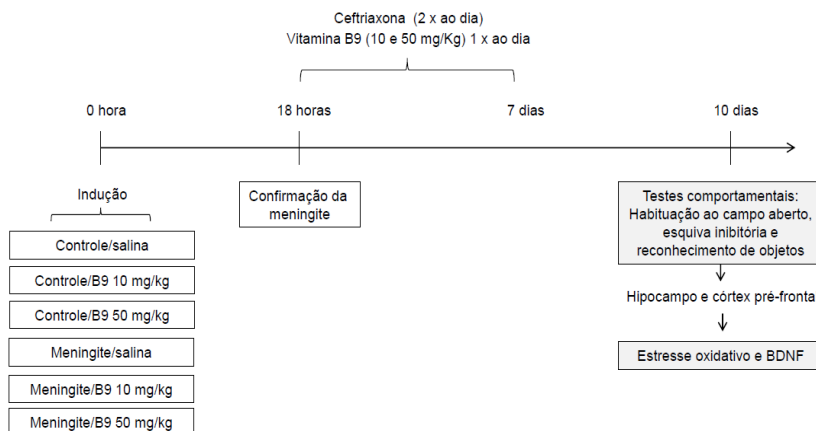 Ceftriaxona (2 x ao dia)
Vitamina B9 (10 e 50 mg/Kg) 1 x ao dia
0 hora
18 horas
7 dias
10 dias
Indução
Controle/salina
Controle/B9 10 mg/kg
Controle/B9 50 mg/kg
Meningite/salina
Meningite/B9 10 mg/kg
Meningite/B9 50 mg/kg
Confirmação da
meningite
Testes comportamentais:
Habituação ao campo aberto,
esquiva inibitória e
reconhecimento de objetos
Hipocampo e córtex pré-fronta
Estresse oxidativo e BDNF